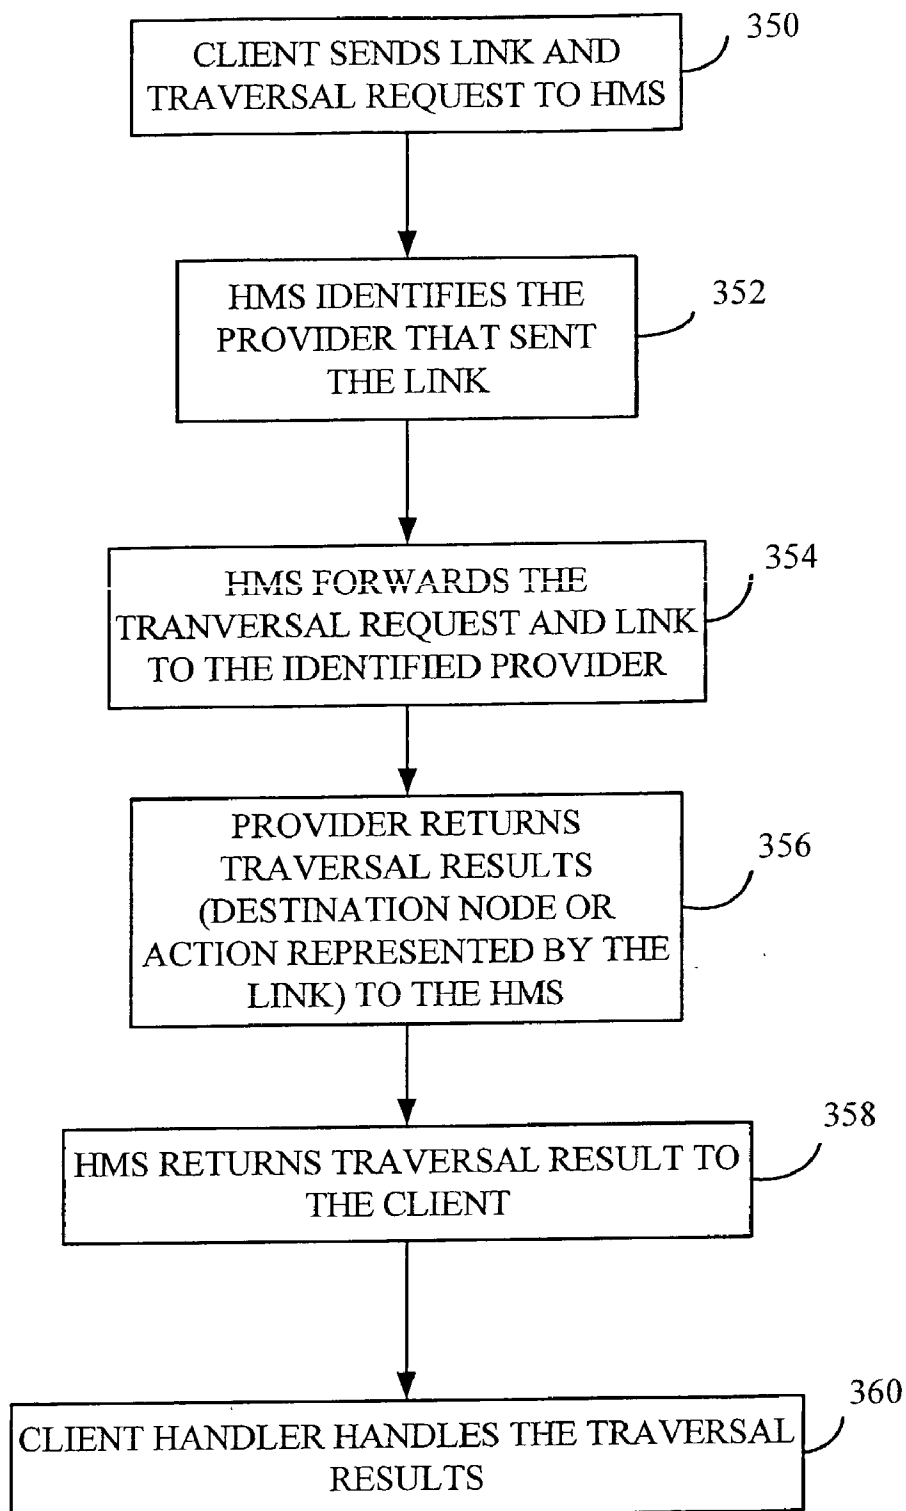 350
CLIENT SENDS LINK AND
TRAVERSAL REQUEST TO HMS
352
HMS IDENTIFIES THE
PROVIDER THAT SENT
THE LINK
354
HMS FORWARDS THE
TRANVERSAL REQUEST AND LINK
TO THE IDENTIFIED PROVIDER
356
PROVIDER RETURNS
TRAVERSAL RESULTS
(DESTINATION NODE OR
ACTION REPRESENTED BY THE
LINK) TO THE HMS
358
HMS RETURNS TRAVERSAL RESULT TO
THE CLIENT
360
CLIENT HANDLER HANDLES THE TRAVERSAL
RESULTS